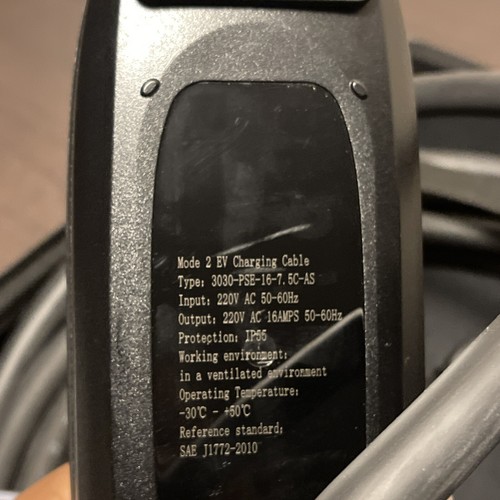 Mode 2 EV Charging Cable
Type: 3030-PSE-16-7.5C-AS
Input: 220V AC 50-60Hz
Output: 220V AC 16AMPS 50-60Hz
Protection: IP55
Working environment:
in a ventilated environment
Operating Temperature:
-30℃ - +50℃
Reference standard:
SAE J1772-2010